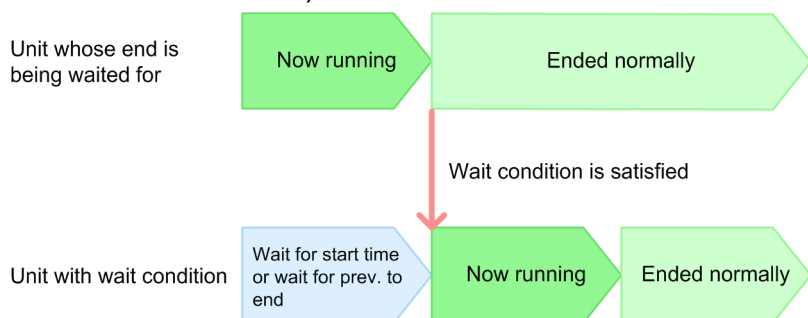 Unit whose end is
being waited for
Now running
Ended normally
Wait condition is satisfied
Unit with wait condition
Wait for start time
or wait for prev. to
end
Now running
Ended normally